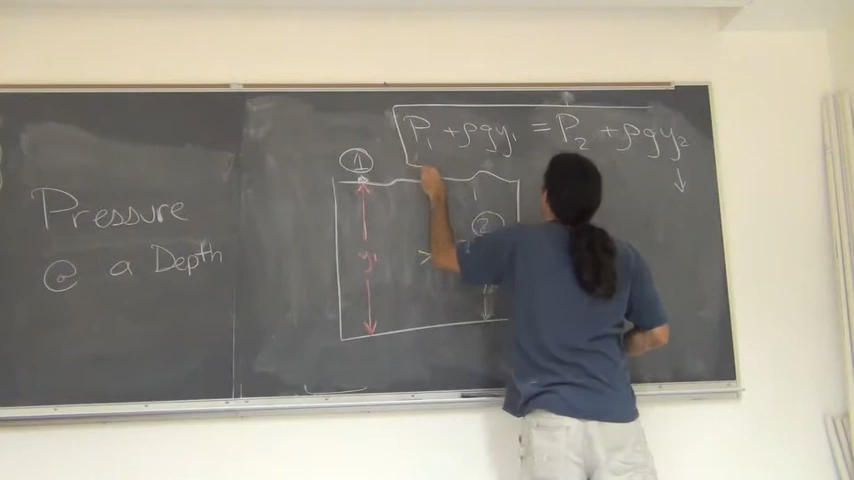 Pressure
@ a Depth
P₁ + ρgy₁ = P₂ + ρgy₂
①
②
y₁